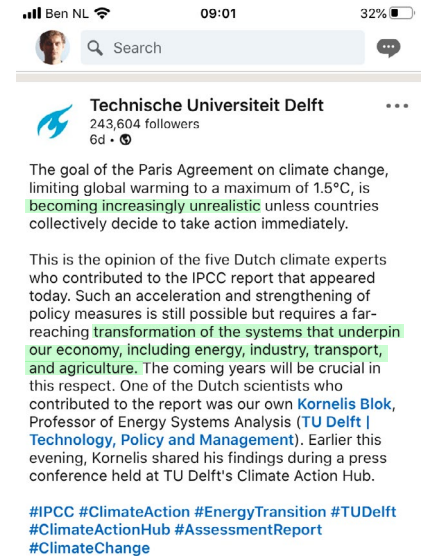 Ben NL 09:01 32%
Search
Technische Universiteit Delft
243,604 followers
6d •
The goal of the Paris Agreement on climate change,
limiting global warming to a maximum of 1.5°C, is
becoming increasingly unrealistic unless countries
collectively decide to take action immediately.
This is the opinion of the five Dutch climate experts
who contributed to the IPCC report that appeared
today. Such an acceleration and strengthening of
policy measures is still possible but requires a far-
reaching transformation of the systems that underpin
our economy, including energy, industry, transport,
and agriculture. The coming years will be crucial in
this respect. One of the Dutch scientists who
contributed to the report was our own Kornelis Blok,
Professor of Energy Systems Analysis (TU Delft |
Technology, Policy and Management). Earlier this
evening, Kornelis shared his findings during a press
conference held at TU Delft's Climate Action Hub.
#IPCC #ClimateAction #EnergyTransition #TUDelft
#ClimateActionHub #AssessmentReport
#ClimateChange